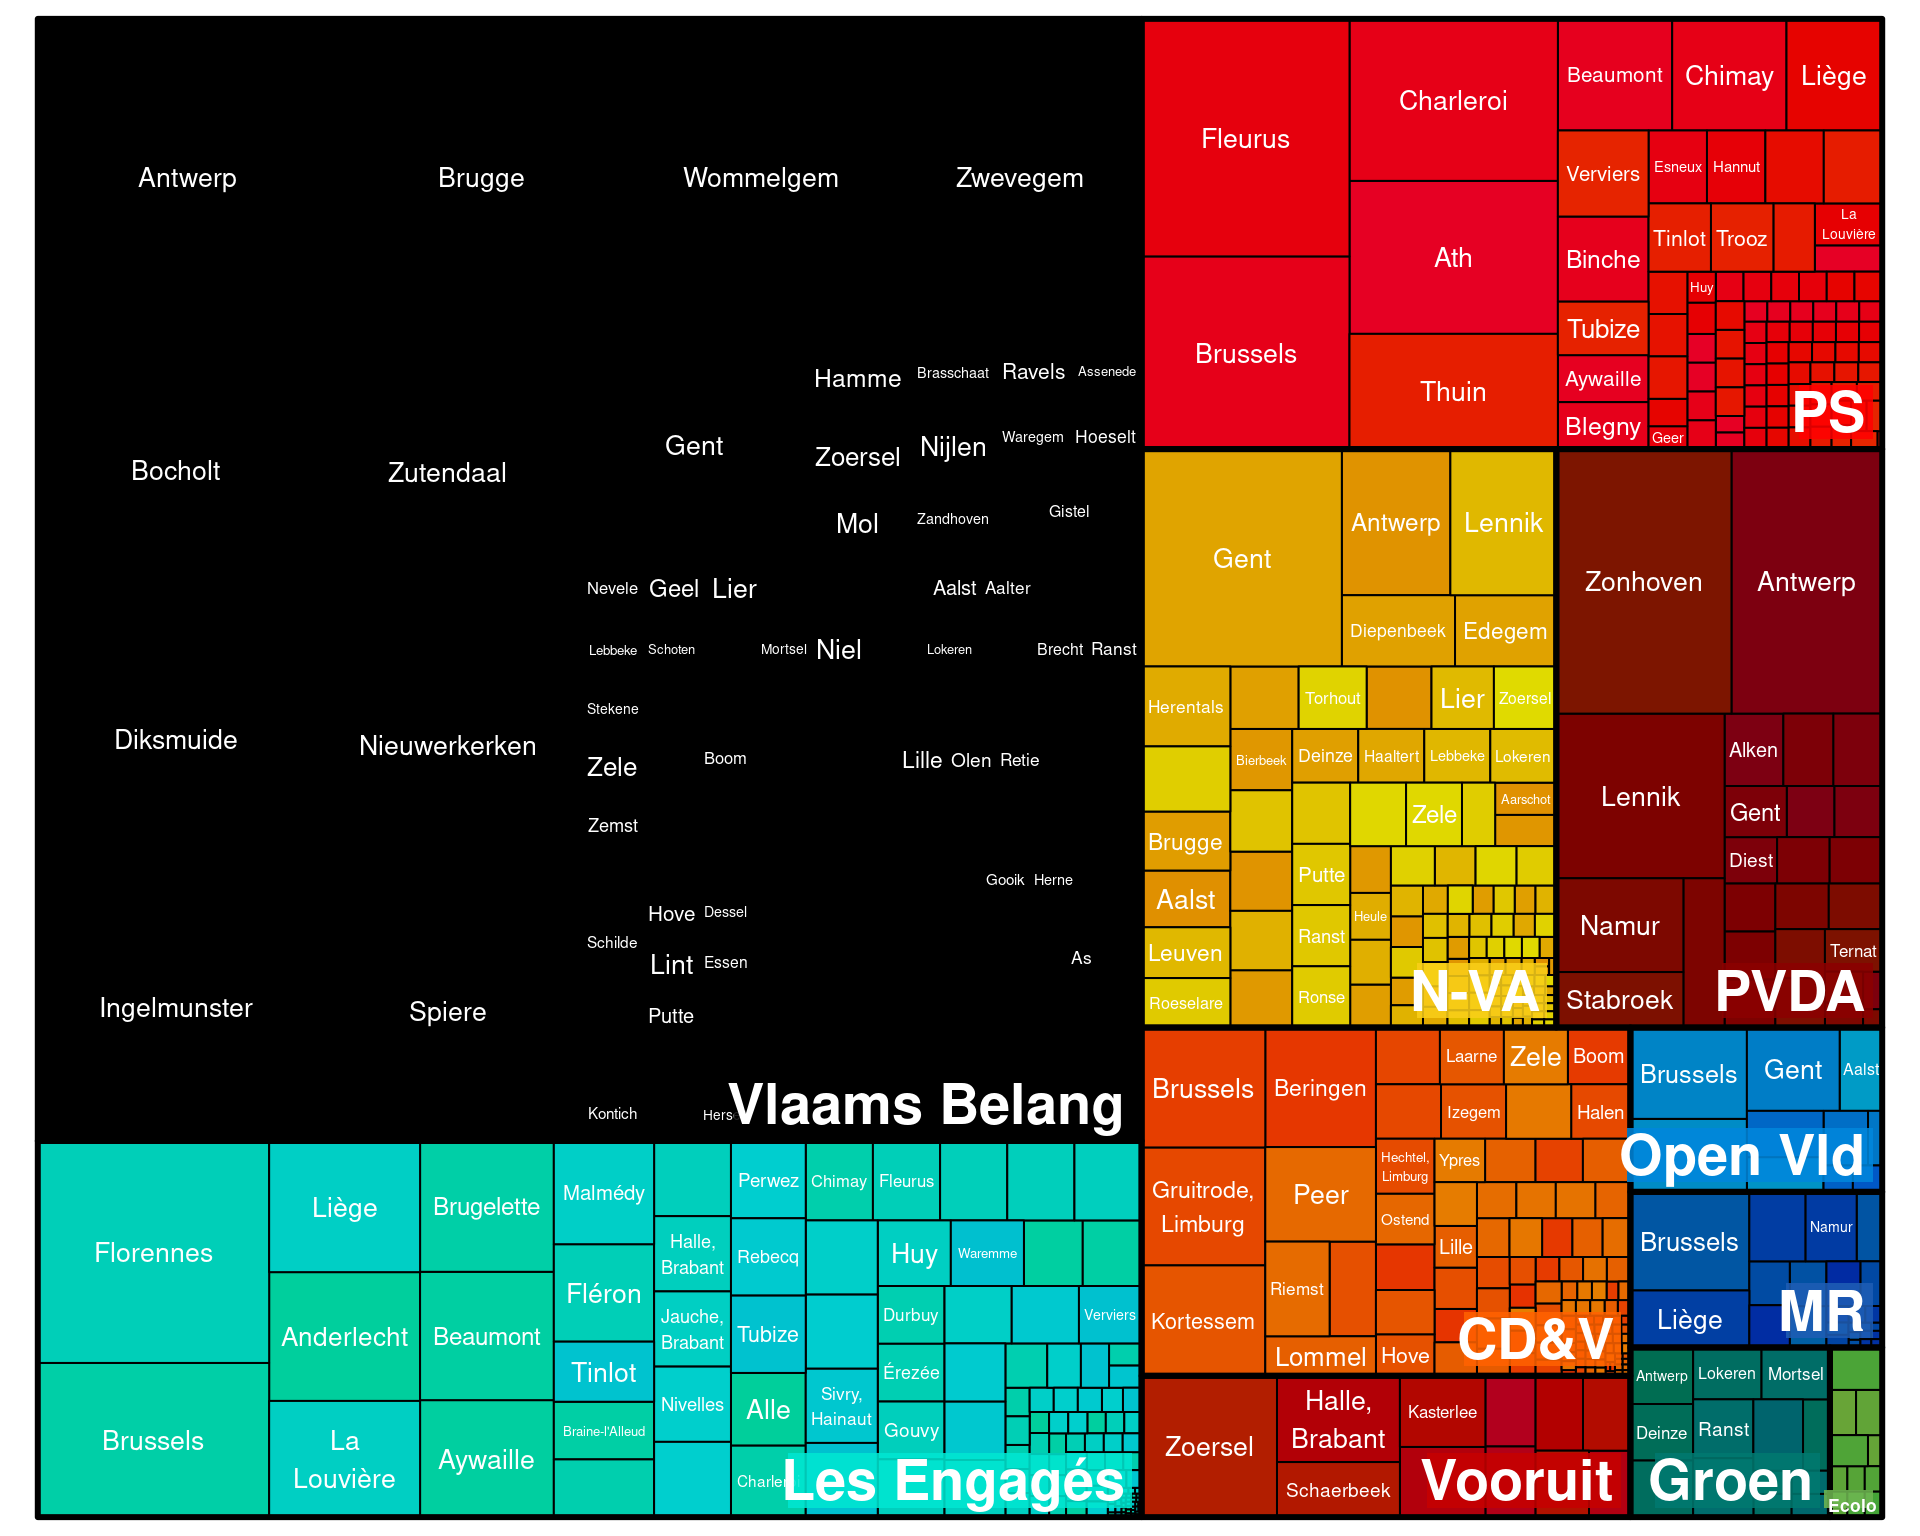 Antwerp
Brugge
Wommelgem
Zwevegem
Bocholt
Zutendaal
Gent
Hamme
Brasschaat
Ravels
Assenede
Zoersel
Nijlen
Waregem
Hoeselt
Mol
Zandhoven
Gistel
Nevele
Geel
Lier
Aalst
Aalter
Lebbeke
Schoten
Mortsel
Niel
Lokeren
Brecht
Ranst
Stekene
Diksmuide
Nieuwerkerken
Zele
Boom
Lille
Olen
Retie
Zemst
Gooik
Herne
Hove
Dessel
Schilde
Lint
Essen
As
Ingelmunster
Spiere
Putte
Kontich
Vlaams Belang
Fleurus
Charleroi
Beaumont
Chimay
Liège
Verviers
Esneux
Hannut
Tinlot
Trooz
La
Louvière
Brussels
Ath
Binche
Huy
Thuin
Tubize
Aywaille
Blegny
Geer
PS
Gent
Antwerp
Lennik
Diepenbeek
Edegem
Herentals
Torhout
Lier
Zoersel
Bierbeek
Deinze
Haaltert
Lebbeke
Lokeren
Zele
Aarschot
Brugge
Putte
Aalst
Heule
Leuven
Ranst
Roeselare
Ronse
N-VA
Zonhoven
Antwerp
Lennik
Alken
Gent
Diest
Namur
Ternat
Stabroek
PVDA
Brussels
Beringen
Laarne
Zele
Boom
Izegem
Halen
Gruitrode,
Limburg
Peer
Hechtel,
Limburg
Ypres
Ostend
Lille
Kortessem
Riemst
Lommel
Hove
CD&V
Brussels
Gent
Aalst
Open Vld
Brussels
Namur
Liège
MR
Florennes
Liège
Brugelette
Malmédy
Perwez
Chimay
Fleurus
Halle,
Brabant
Rebecq
Huy
Waremme
Anderlecht
Beaumont
Fléron
Jauche,
Brabant
Tubize
Durbuy
Verviers
Tinlot
Érezée
Brussels
La
Louvière
Aywaille
Braine-l'Alleud
Nivelles
Alle
Sivry,
Hainaut
Gouvy
Les Engagés
Zoersel
Halle,
Brabant
Kasterlee
Schaerbeek
Vooruit
Antwerp
Lokeren
Mortsel
Deinze
Ranst
Groen
Ecolo